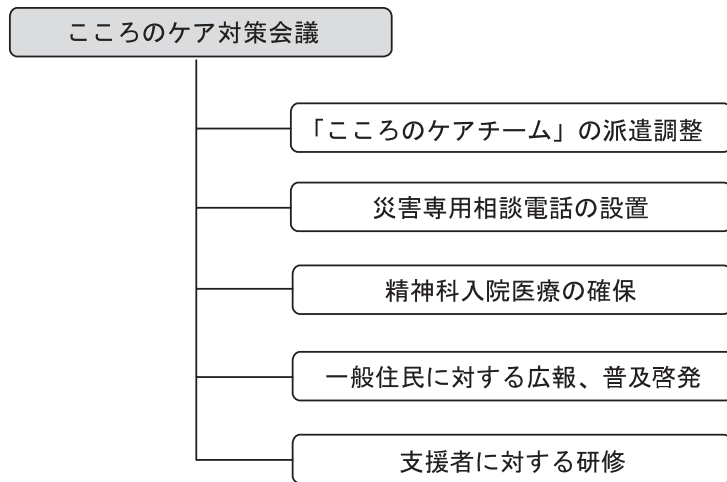 こころのケア対策会議
「こころのケアチーム」の派遣調整
災害専用相談電話の設置
精神科入院医療の確保
一般住民に対する広報、普及啓発
支援者に対する研修